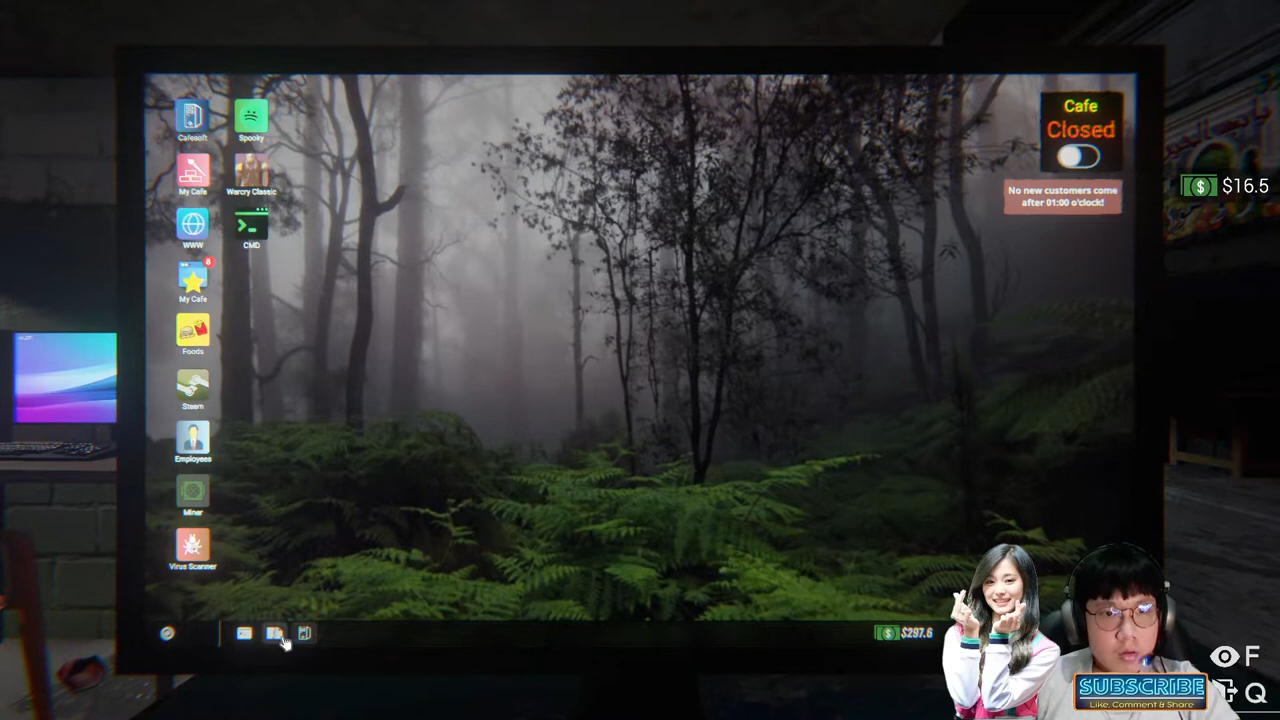 Cafesoft
Spooky
My Cafe
Warcry Classic
WWW
CMD
8
My Cafe
Foods
Steam
Employees
Miner
Virus Scanner
Cafe
Closed
No new customers come
after 01:00 o'clock!
$16.5
$297.6
F
Q
SUBSCRIBE
Like, Comment & Share